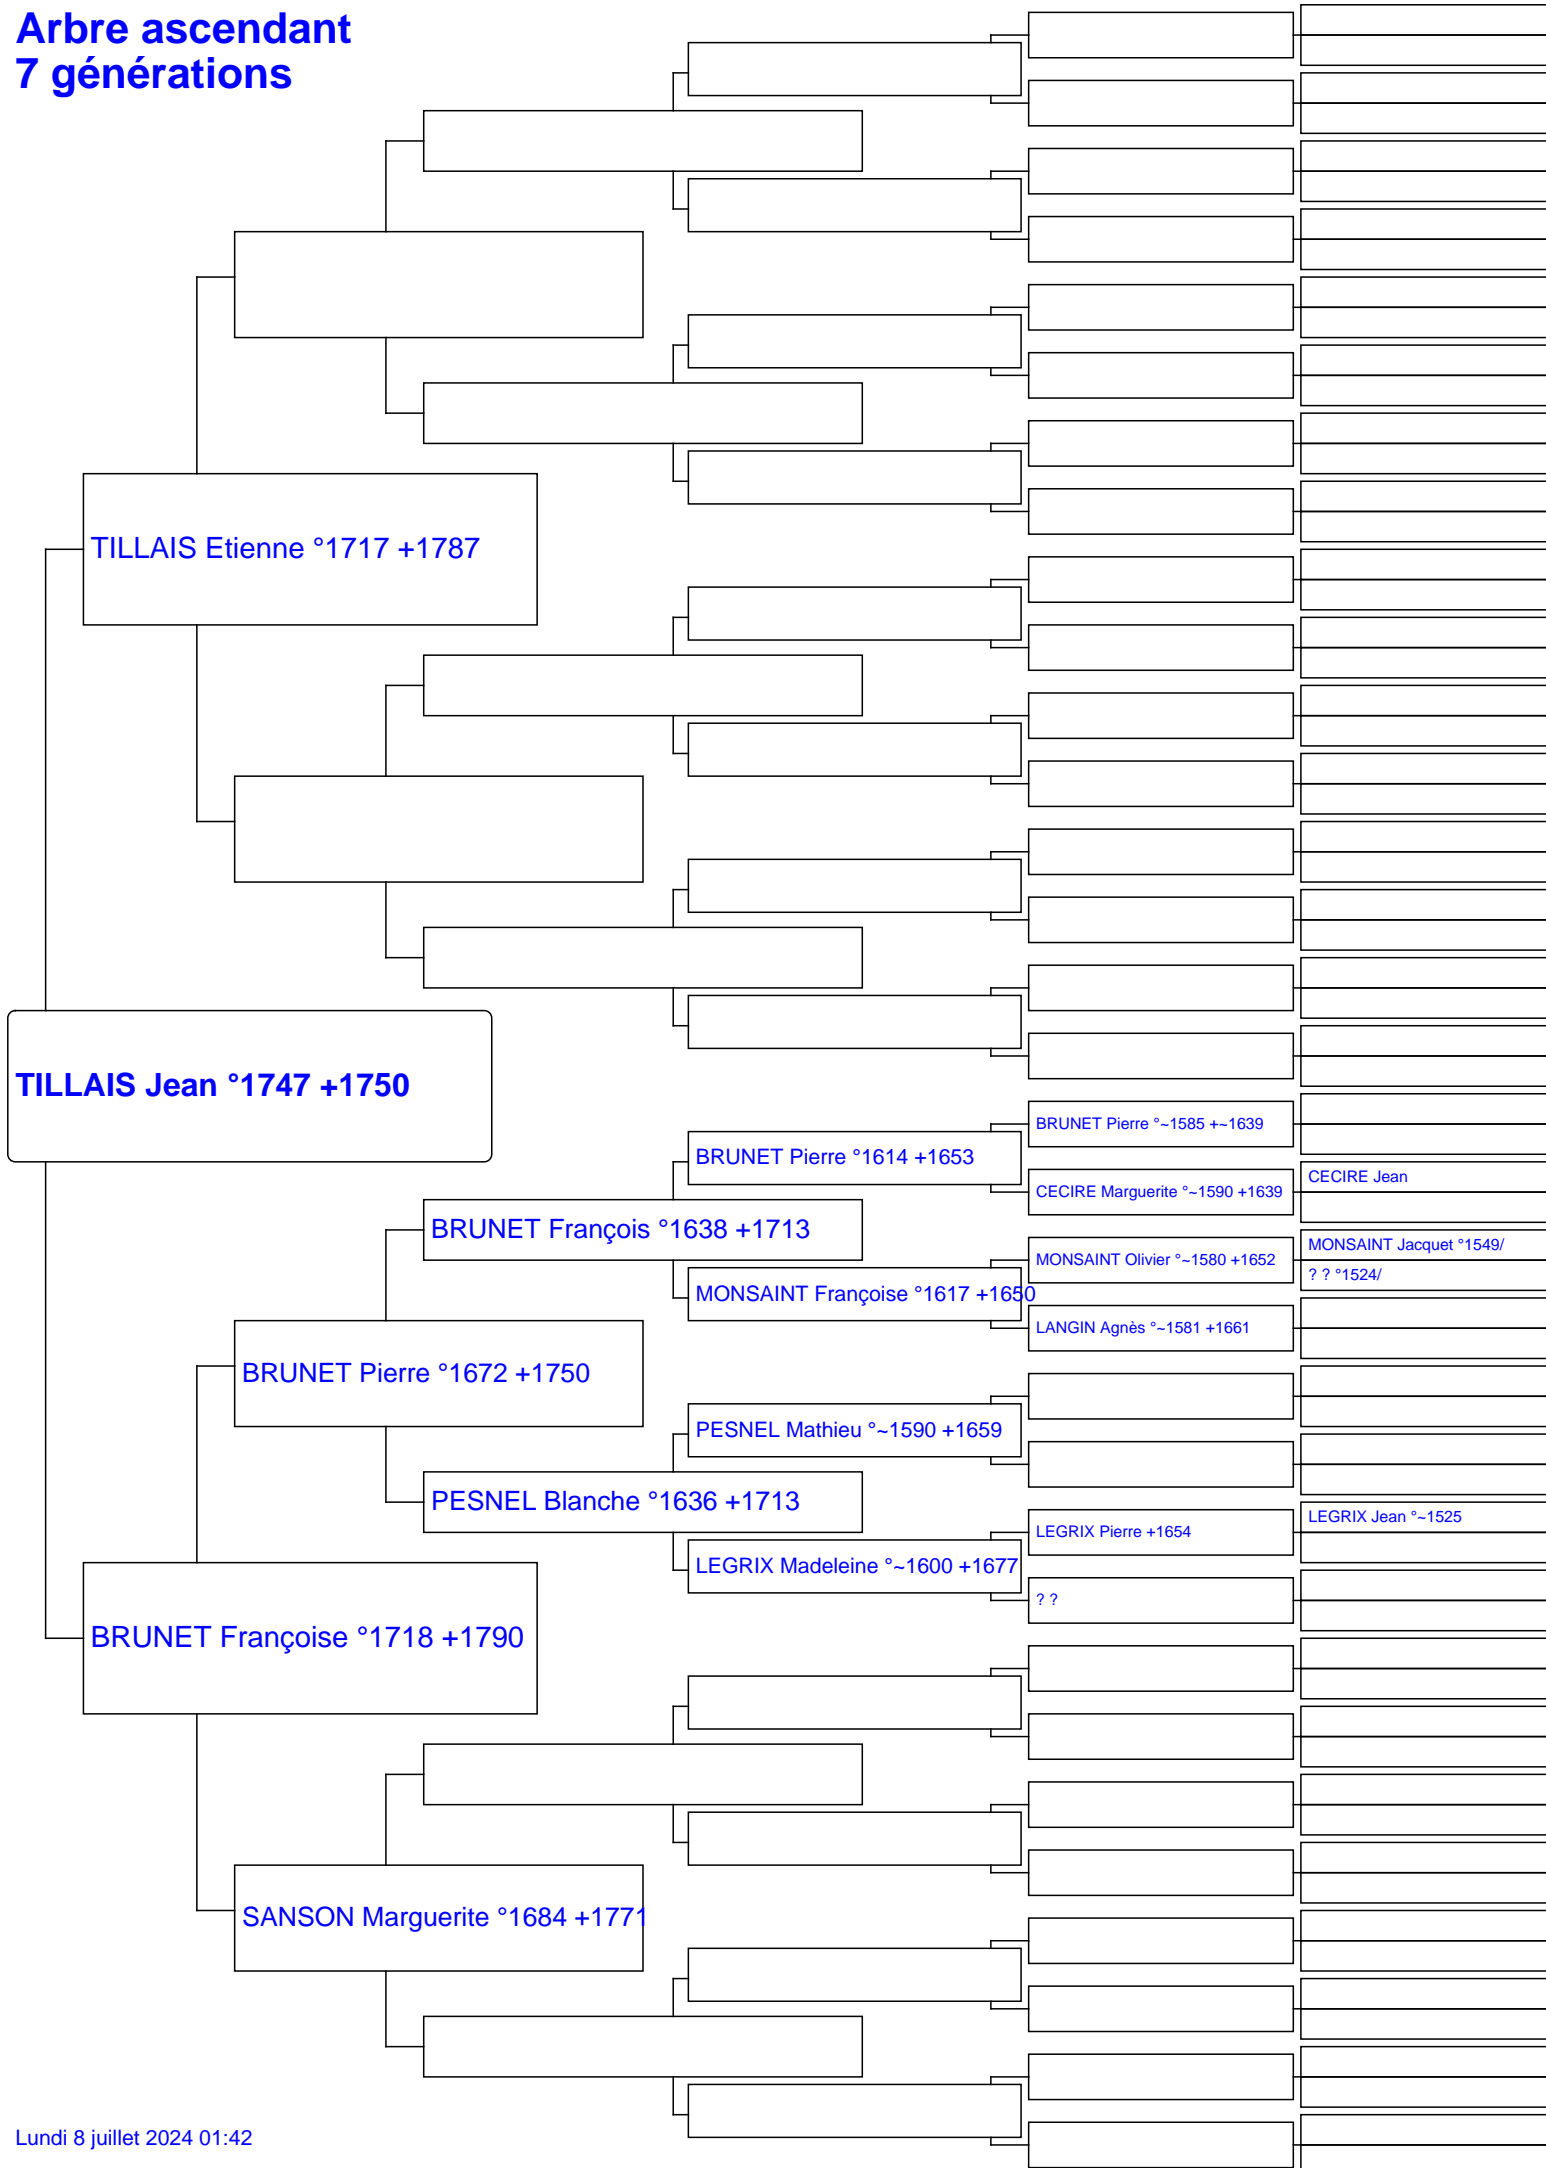 Arbre ascendant
7 générations
TILLAIS Etienne °1717 +1787
TILLAIS Jean °1747 +1750
BRUNET Pierre °~1585 +~1639
BRUNET Pierre °1614 +1653
CECIRE Jean
CECIRE Marguerite °~1590 +1639
BRUNET François °1638 +1713
MONSAINT Jacquet °1549/
MONSAINT Olivier °~1580 +1652
? ? °1524/
MONSAINT Françoise °1617 +1650
LANGIN Agnès °~1581 +1661
BRUNET Pierre °1672 +1750
PESNEL Mathieu °~1590 +1659
PESNEL Blanche °1636 +1713
LEGRIX Jean °~1525
LEGRIX Pierre +1654
LEGRIX Madeleine °~1600 +1677
? ?
BRUNET Françoise °1718 +1790
SANSON Marguerite °1684 +1771
Lundi 8 juillet 2024 01:42